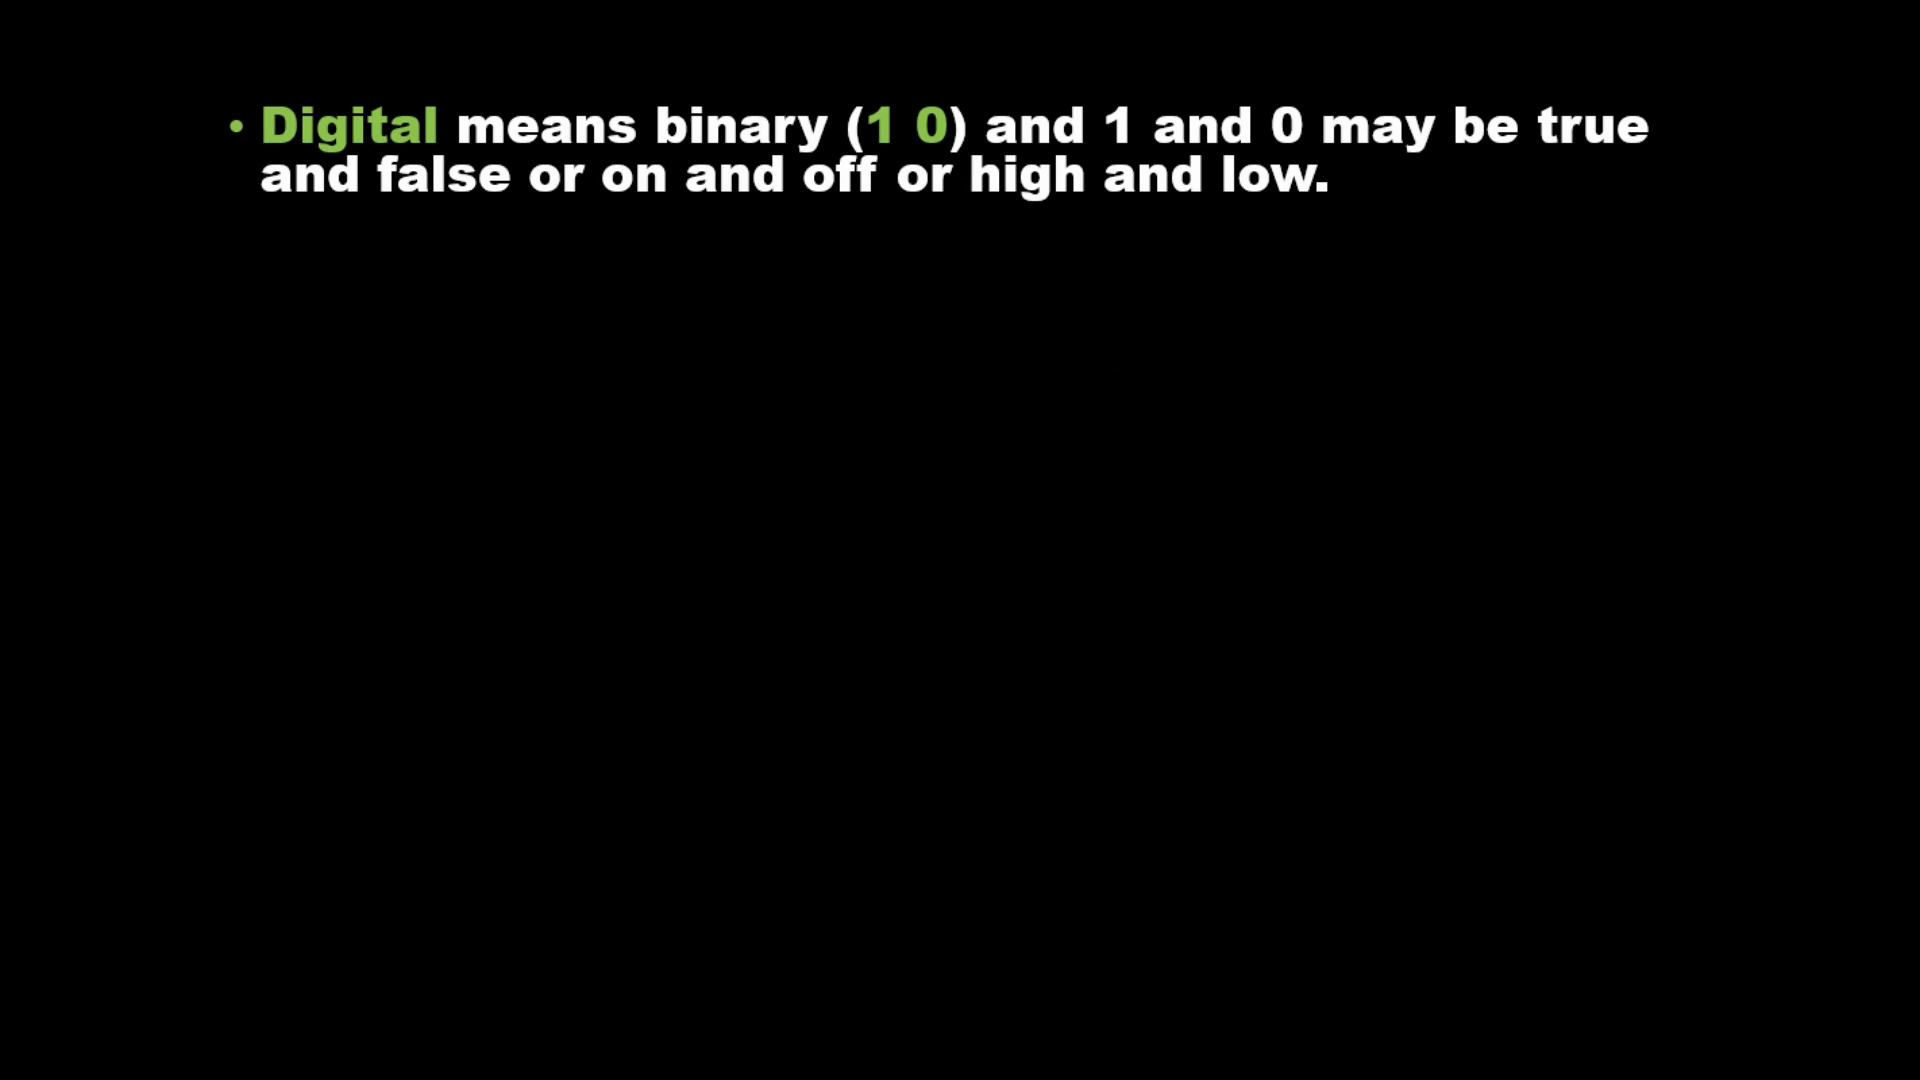 • Digital means binary (1 0) and 1 and 0 may be true
and false or on and off or high and low.